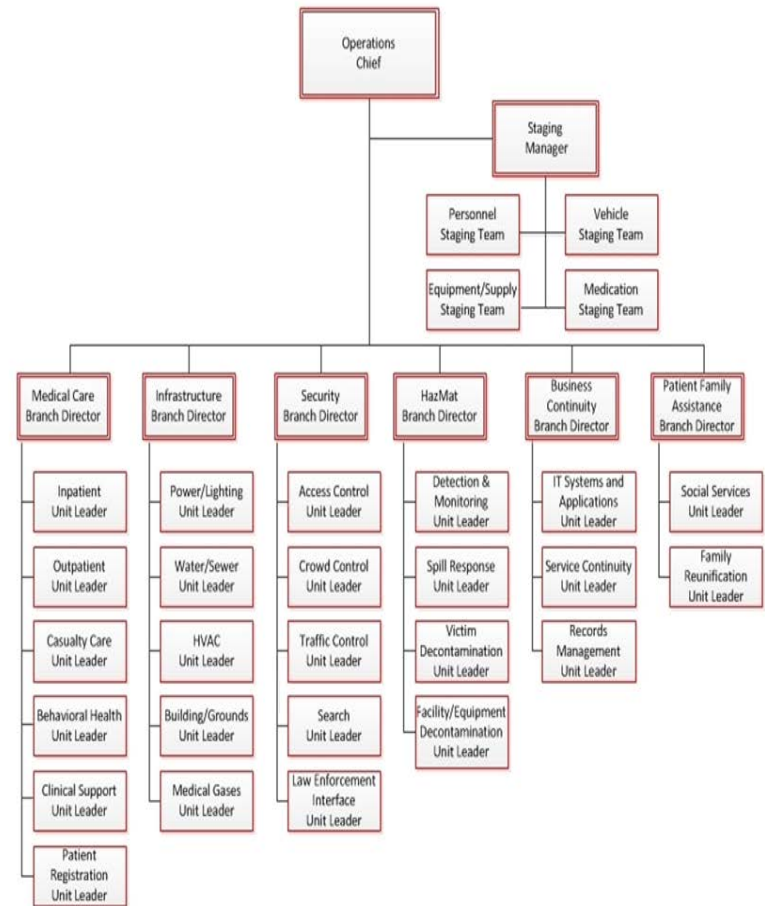 Operations
Chief
Staging
Manager
Personnel
Staging Team
Vehicle
Staging Team
Equipment/Supply
Staging Team
Medication
Staging Team
Medical Care
Branch Director
Infrastructure
Branch Director
Security
Branch Director
HazMat
Branch Director
Business
Continuity
Branch Director
Patient Family
Assistance
Branch Director
Inpatient
Unit Leader
Outpatient
Unit Leader
Casualty Care
Unit Leader
Behavioral Health
Unit Leader
Clinical Support
Unit Leader
Patient
Registration
Unit Leader
Power/Lighting
Unit Leader
Water/Sewer
Unit Leader
HVAC
Unit Leader
Building/Grounds
Unit Leader
Medical Gases
Unit Leader
Access Control
Unit Leader
Crowd Control
Unit Leader
Traffic Control
Unit Leader
Search
Unit Leader
Law Enforcement
Interface
Unit Leader
Detection &
Monitoring
Unit Leader
Spill Response
Unit Leader
Victim
Decontamination
Unit Leader
Facility/Equipment
Decontamination
Unit Leader
IT Systems and
Applications
Unit Leader
Service Continuity
Unit Leader
Records
Management
Unit Leader
Social Services
Unit Leader
Family
Reunification
Unit Leader